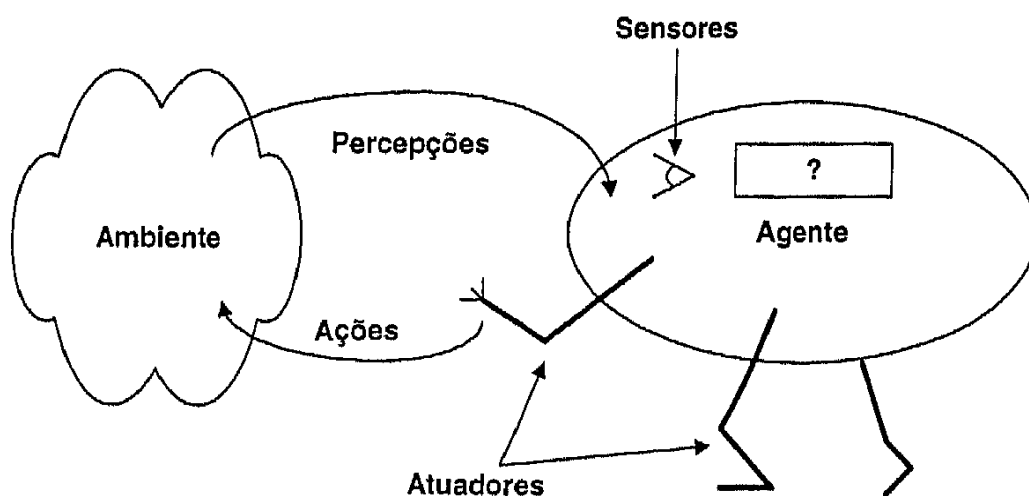 Sensores
Percepções
?
Ambiente
Agente
Ações
Atuadores